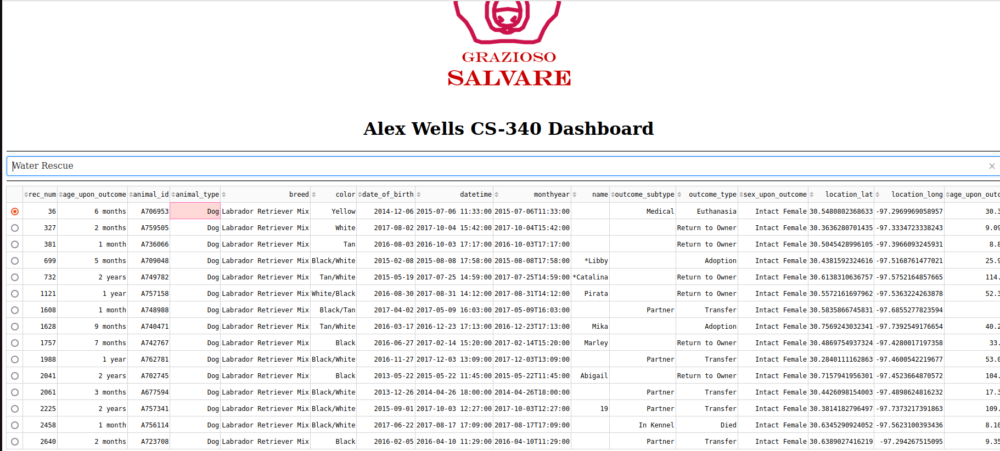 GRAZIOSO
SALVARE
Alex Wells CS-340 Dashboard
Water Rescue ×
rec_num age_upon_outcome animal_id animal_type breed color date_of_birth datetime monthyear name outcome_subtype outcome_type sex_upon_outcome location_lat location_long age_upon_outc
36 6 months A706953 Dog Labrador Retriever Mix Yellow 2014-12-06 2015-07-06 11:33:00 2015-07-06T11:33:00 Medical Euthanasia Intact Female 30.5480802368633 -97.2969969058957 30.3
327 2 months A759505 Dog Labrador Retriever Mix White 2017-08-02 2017-10-04 15:42:00 2017-10-04T15:42:00 Return to Owner Intact Female 30.3636280701435 -97.3334723338243 9.09
381 1 month A736066 Dog Labrador Retriever Mix Tan 2016-08-03 2016-10-03 17:17:00 2016-10-03T17:17:00 Return to Owner Intact Female 30.5045428996105 -97.3966093245931 8.8
699 5 months A709048 Dog Labrador Retriever Mix Black/White 2015-02-08 2015-08-08 17:58:00 2015-08-08T17:58:00 *Libby Adoption Intact Female 30.4381592324616 -97.5168761477021 25.9
732 2 years A749782 Dog Labrador Retriever Mix Tan/White 2015-05-19 2017-07-25 14:59:00 2017-07-25T14:59:00 *Catalina Return to Owner Intact Female 30.6138310636757 -97.5752164857665 114.
1121 1 year A757158 Dog Labrador Retriever Mix White/Black 2016-08-30 2017-08-31 14:12:00 2017-08-31T14:12:00 Pirata Return to Owner Intact Female 30.5572161697962 -97.5363224263878 52.3
1608 1 month A748988 Dog Labrador Retriever Mix Black/Tan 2017-04-02 2017-05-09 16:03:00 2017-05-09T16:03:00 Partner Transfer Intact Female 30.5835866745831 -97.6855277823594
1628 9 months A740471 Dog Labrador Retriever Mix Tan/White 2016-03-17 2016-12-23 17:13:00 2016-12-23T17:13:00 Mika Adoption Intact Female 30.7569243032341 -97.7392549176654 40.2
1757 7 months A742767 Dog Labrador Retriever Mix Black 2016-06-27 2017-02-14 15:20:00 2017-02-14T15:20:00 Marley Return to Owner Intact Female 30.4869754937324 -97.4280017197358 33.
1988 1 year A762781 Dog Labrador Retriever Mix Black/White 2016-11-27 2017-12-03 13:09:00 2017-12-03T13:09:00 Partner Transfer Intact Female 30.2840111162863 -97.4600542219677 53.0
2041 2 years A702745 Dog Labrador Retriever Mix Black 2013-05-22 2015-05-22 11:45:00 2015-05-22T11:45:00 Abigail Return to Owner Intact Female 30.7157941956301 -97.4523664870572 104.
2061 3 months A677594 Dog Labrador Retriever Mix Black/White 2013-12-26 2014-04-26 18:00:00 2014-04-26T18:00:00 Partner Transfer Intact Female 30.4426098154003 -97.4898624816232 17.3
2225 2 years A757341 Dog Labrador Retriever Mix Black/White 2015-09-01 2017-10-03 12:27:00 2017-10-03T12:27:00 19 Partner Transfer Intact Female 30.3814182796497 -97.7373217391863 109.
2458 1 month A756114 Dog Labrador Retriever Mix Black/White 2017-06-22 2017-08-17 17:09:00 2017-08-17T17:09:00 In Kennel Died Intact Female 30.6345290924052 -97.5623100393436 8.10
2640 2 months A723708 Dog Labrador Retriever Mix Black 2016-02-05 2016-04-10 11:29:00 2016-04-10T11:29:00 Partner Transfer Intact Female 30.6389027416219 -97.294267515095 9.35